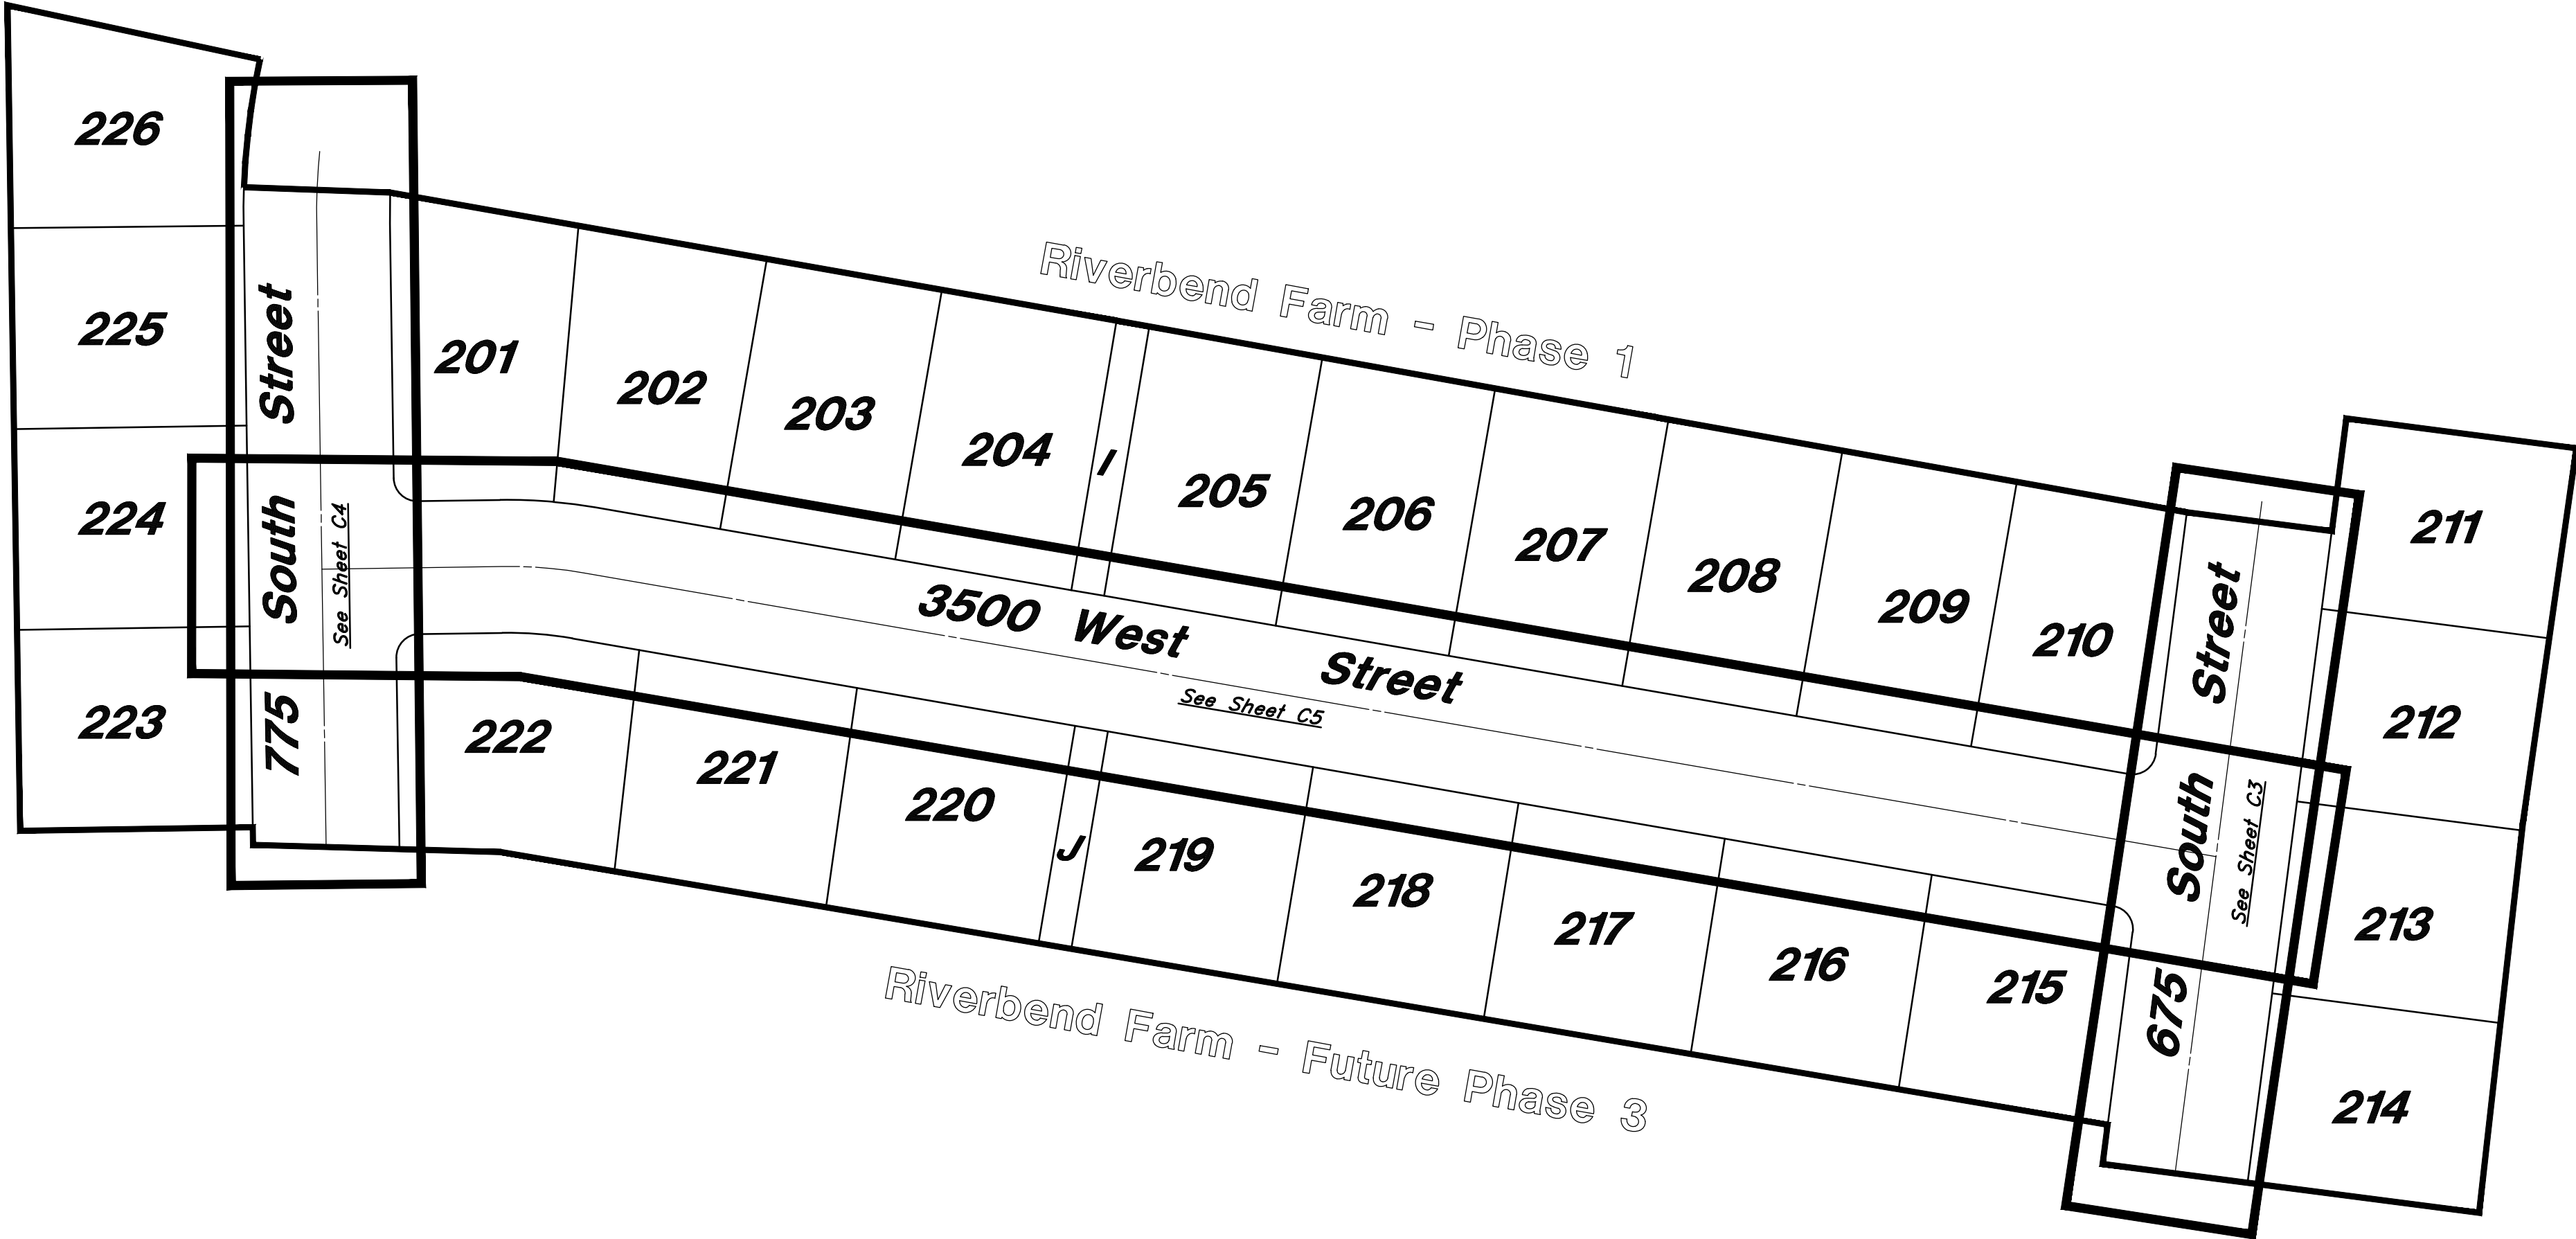 226
225
224
223
775 South Street
See Sheet C4
Riverbend Farm - Phase 1
201
202
203
204
I
205
206
207
208
209
210
3500 West Street
See Sheet C5
222
221
220
J
219
218
217
216
215
Riverbend Farm - Future Phase 3
675 South Street
See Sheet C3
211
212
213
214